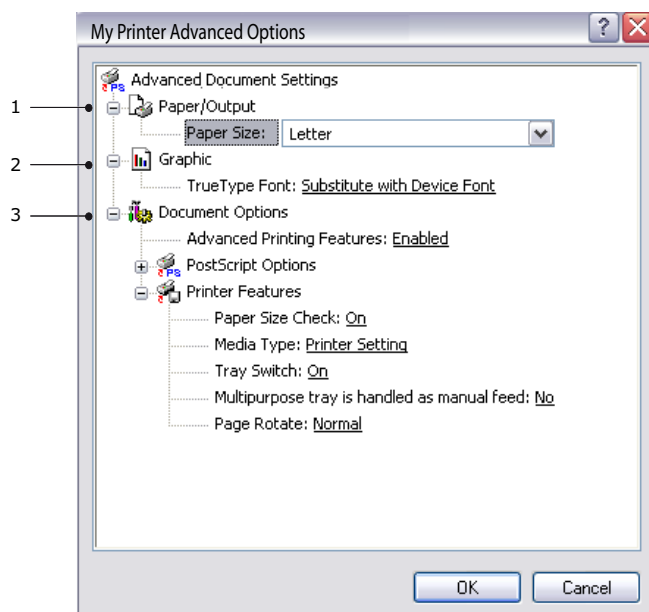 My Printer Advanced Options
Advanced Document Settings
1 Paper/Output
Paper Size: Letter
2 Graphic
TrueType Font: Substitute with Device Font
3 Document Options
Advanced Printing Features: Enabled
PostScript Options
Printer Features
Paper Size Check: On
Media Type: Printer Setting
Tray Switch: On
Multipurpose tray is handled as manual feed: No
Page Rotate: Normal
OK Cancel